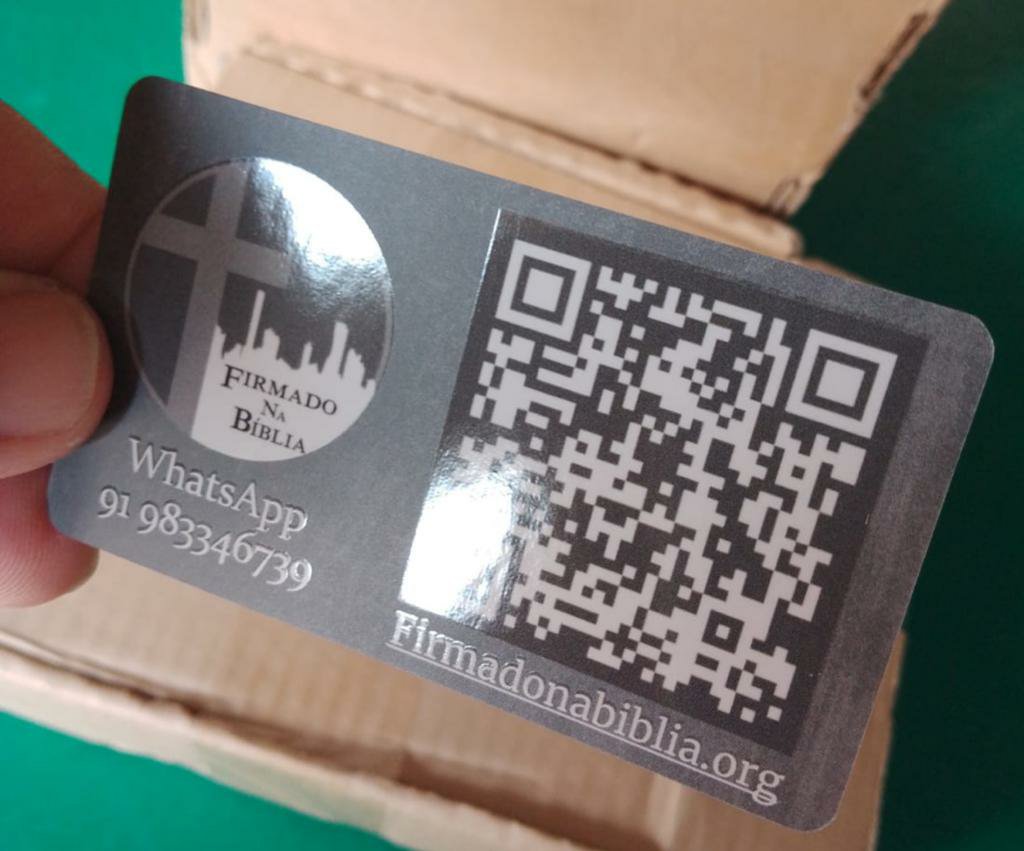 FIRMADO
NA
BÍBLIA
WhatsApp
91 983346739
Firmadonabiblia.org